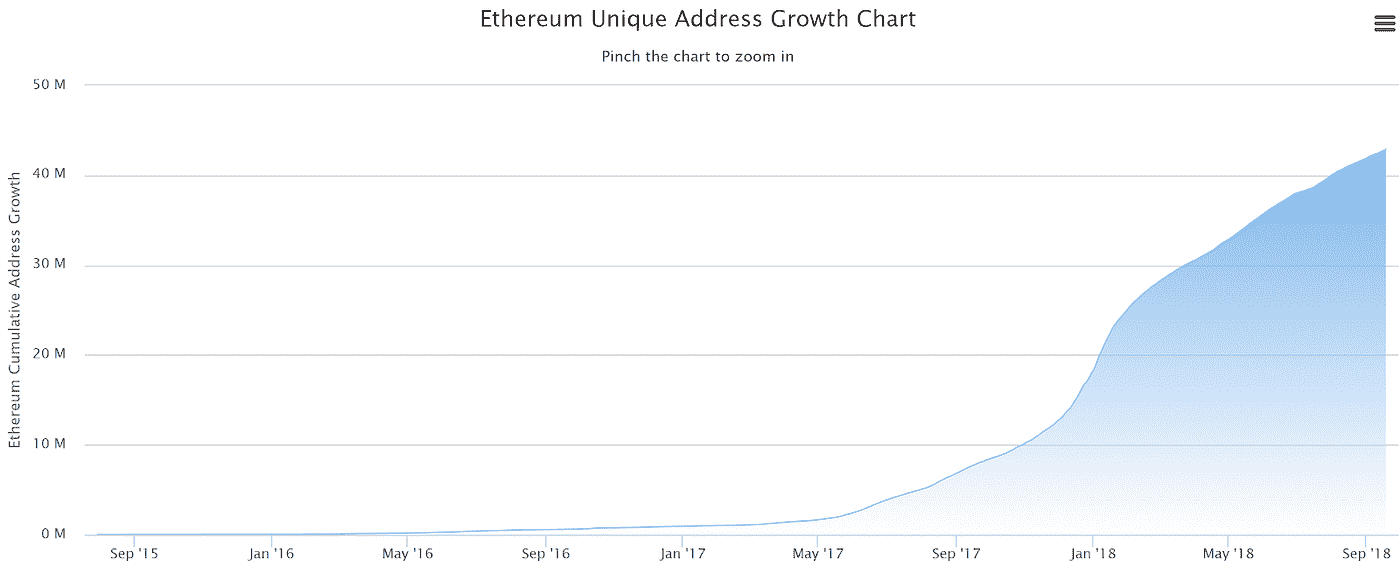 Ethereum Unique Address Growth Chart
Pinch the chart to zoom in
Ethereum Cumulative Address Growth
50 M
40 M
30 M
20 M
10 M
0 M
Sep '15 Jan '16 May '16 Sep '16 Jan '17 May '17 Sep '17 Jan '18 May '18 Sep '18